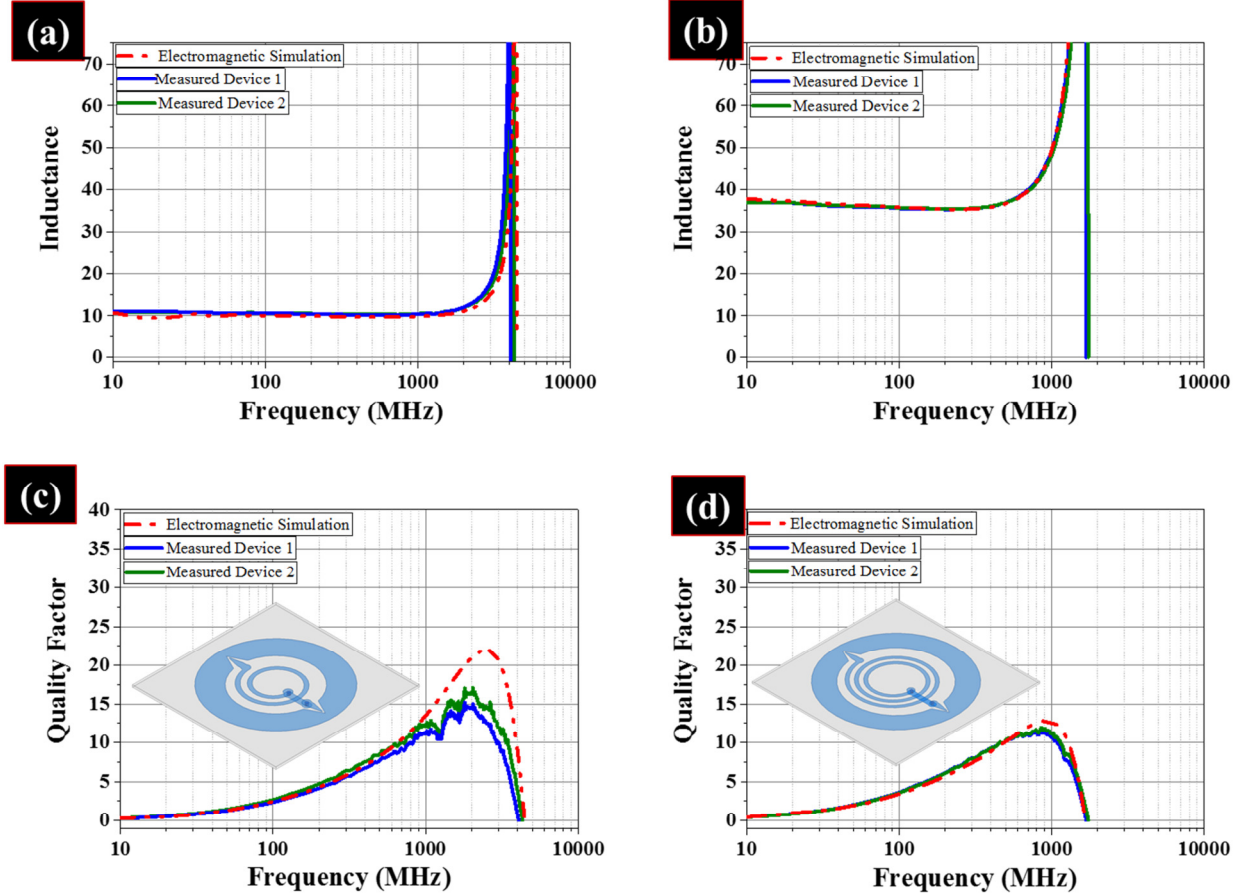 (a)
Electromagnetic Simulation
Measured Device 1
Measured Device 2
70
60
50
40
30
20
10
0
Inductance
10 100 1000 10000
Frequency (MHz)
(b)
Electromagnetic Simulation
Measured Device 1
Measured Device 2
70
60
50
40
30
20
10
0
Inductance
10 100 1000 10000
Frequency (MHz)
(c)
Electromagnetic Simulation
Measured Device 1
Measured Device 2
40
35
30
25
20
15
10
5
0
Quality Factor
10 100 1000 10000
Frequency (MHz)
(d)
Electromagnetic Simulation
Measured Device 1
Measured Device 2
40
35
30
25
20
15
10
5
0
Quality Factor
10 100 1000 10000
Frequency (MHz)